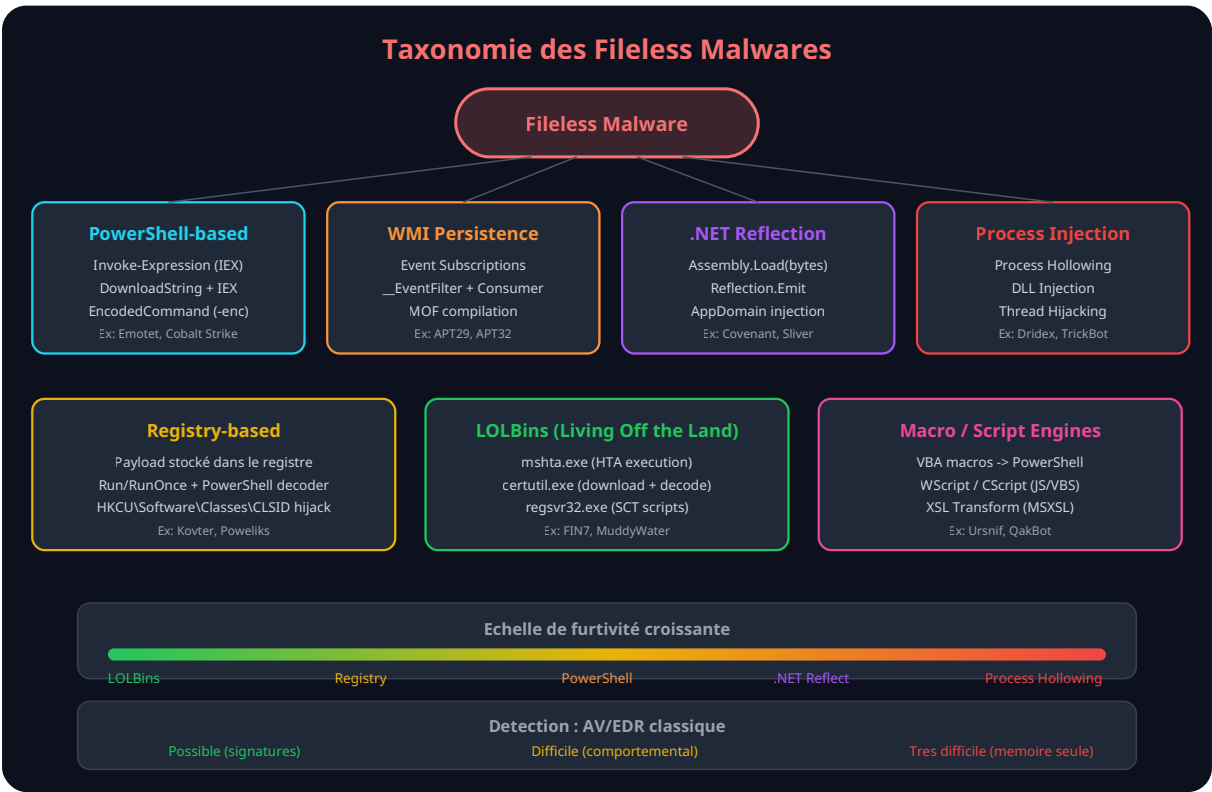 Taxonomie des Fileless Malwares
Fileless Malware
PowerShell-based
Invoke-Expression (IEX)
DownloadString + IEX
EncodedCommand (-enc)
Ex: Emotet, Cobalt Strike
WMI Persistence
Event Subscriptions
__EventFilter + Consumer
MOF compilation
Ex: APT29, APT32
.NET Reflection
Assembly.Load(bytes)
Reflection.Emit
AppDomain injection
Ex: Covenant, Sliver
Process Injection
Process Hollowing
DLL Injection
Thread Hijacking
Ex: Dridex, TrickBot
Registry-based
Payload stocké dans le registre
Run/RunOnce + PowerShell decoder
HKCU\Software\Classes\CLSID hijack
Ex: Kovter, Poweliks
LOLBins (Living Off the Land)
mshta.exe (HTA execution)
certutil.exe (download + decode)
regsvr32.exe (SCT scripts)
Ex: FIN7, MuddyWater
Macro / Script Engines
VBA macros -> PowerShell
WScript / CScript (JS/VBS)
XSL Transform (MSXSL)
Ex: Ursnif, QakBot
Echelle de furtivité croissante
LOLBins
Registry
PowerShell
.NET Reflect
Process Hollowing
Detection : AV/EDR classique
Possible (signatures)
Difficile (comportemental)
Tres difficile (memoire seule)